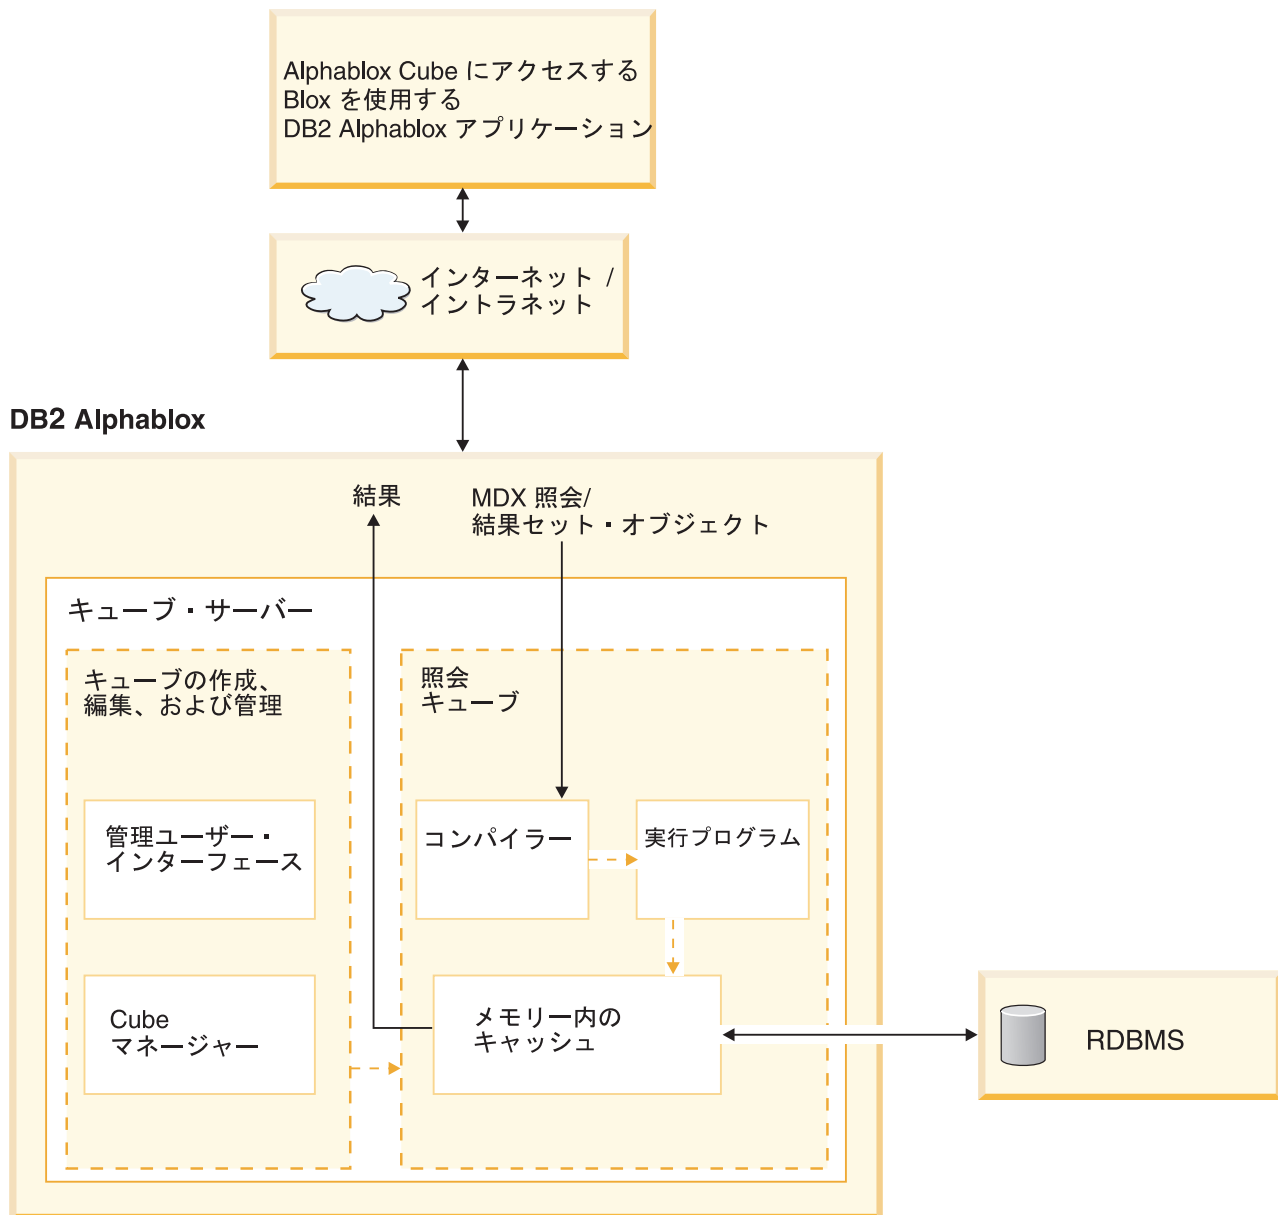 Alphablox Cube にアクセスする
Blox を使用する
DB2 Alphablox アプリケーション
インターネット /
イントラネット
DB2 Alphablox
結果
MDX 照会/
結果セット・オブジェクト
キューブ・サーバー
キューブの作成、
編集、および管理
照会
キューブ
管理ユーザー・
インターフェース
コンパイラー
実行プログラム
Cube
マネージャー
メモリー内の
キャッシュ
RDBMS